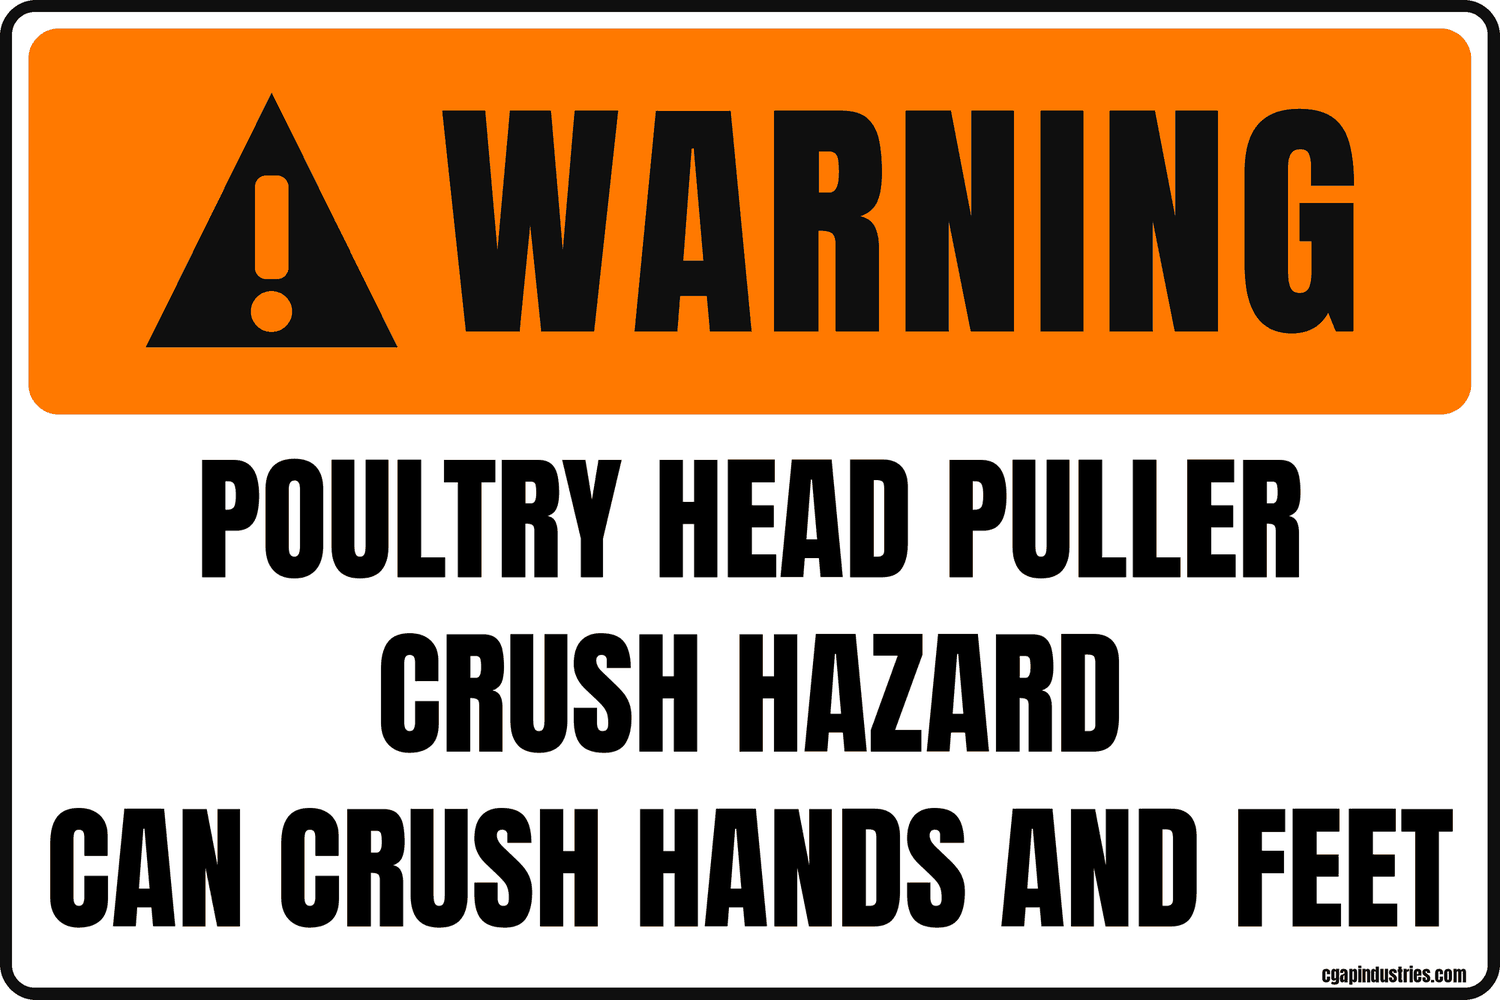 WARNING
POULTRY HEAD PULLER
CRUSH HAZARD
CAN CRUSH HANDS AND FEET
cgapindustries.com